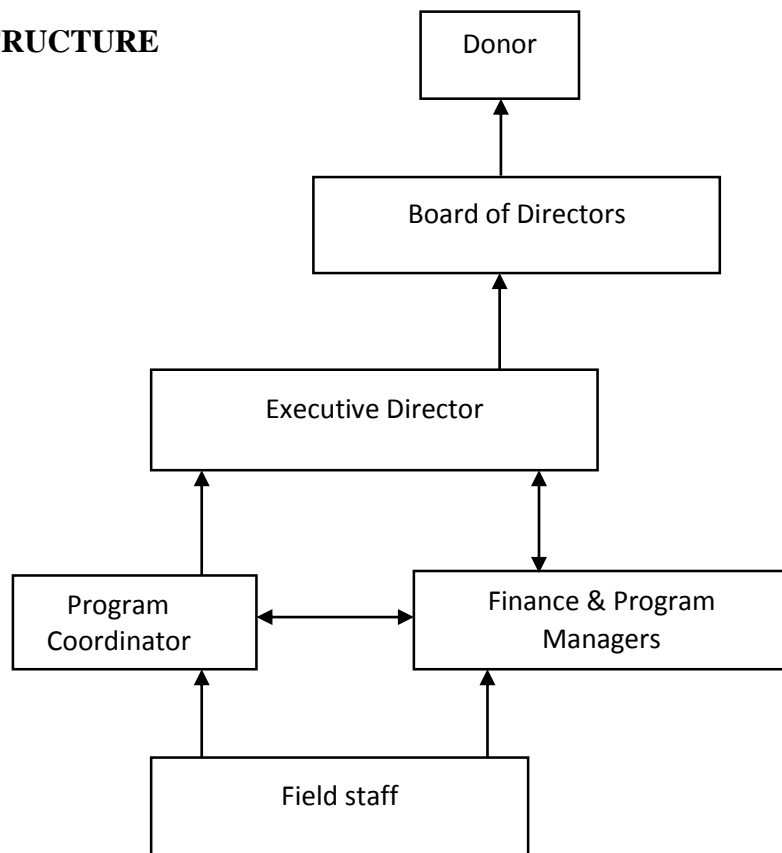 RUCTURE
Donor
Board of Directors
Executive Director
Program
Coordinator
Finance & Program
Managers
Field staff